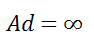 Ad = ∞